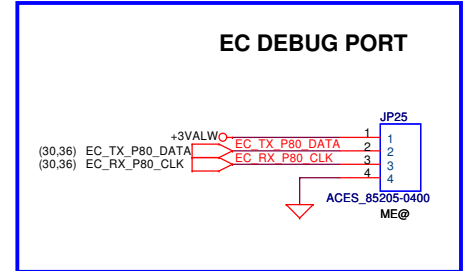 EC DEBUG PORT
JP25
+3VALW 1 1
(30,36) EC_TX_P80_DATA EC_TX_P80_DATA 2 2
(30,36) EC_RX_P80_CLK EC_RX_P80_CLK 3 3
4 4
ACES_85205-0400
ME@